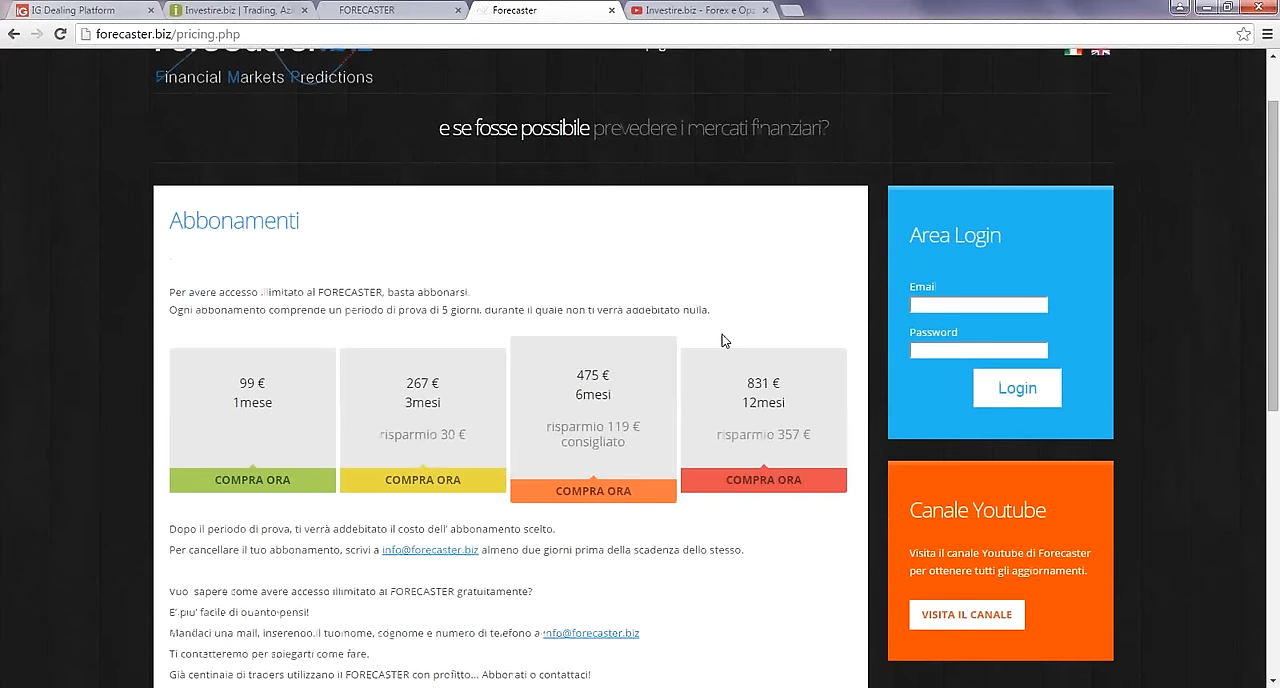 IG Dealing Platform
Investire.biz | Trading, Azi
FORECASTER
Forecaster
Investire.biz - Forex e Opz
forecaster.biz/pricing.php
Financial Markets Predictions
e se fosse possibile prevedere i mercati finanziari?
Abbonamenti
Per avere accesso illimitato al FORECASTER, basta abbonarsi.
Ogni abbonamento comprende un periodo di prova di 5 giorni, durante il quale non ti verrà addebitato nulla.
99 €
1mese
COMPRA ORA
267 €
3mesi
risparmio 30 €
COMPRA ORA
475 €
6mesi
risparmio 119 €
consigliato
COMPRA ORA
831 €
12mesi
risparmio 357 €
COMPRA ORA
Dopo il periodo di prova, ti verrà addebitato il costo dell' abbonamento scelto.
Per cancellare il tuo abbonamento, scrivi a info@forecaster.biz almeno due giorni prima della scadenza dello stesso.
Vuoi sapere come avere accesso illimitato al FORECASTER gratuitamente?
E' piu' facile di quanto pensi!
Mandaci una mail, inserendo il tuo nome, cognome e numero di telefono a info@forecaster.biz
Ti contatteremo per spiegarti come fare.
Già centinaia di traders utilizzano il FORECASTER con profitto... Abbonati o contattaci!
Area Login
Email
Password
Login
Canale Youtube
Visita il canale Youtube di Forecaster
per ottenere tutti gli aggiornamenti.
VISITA IL CANALE